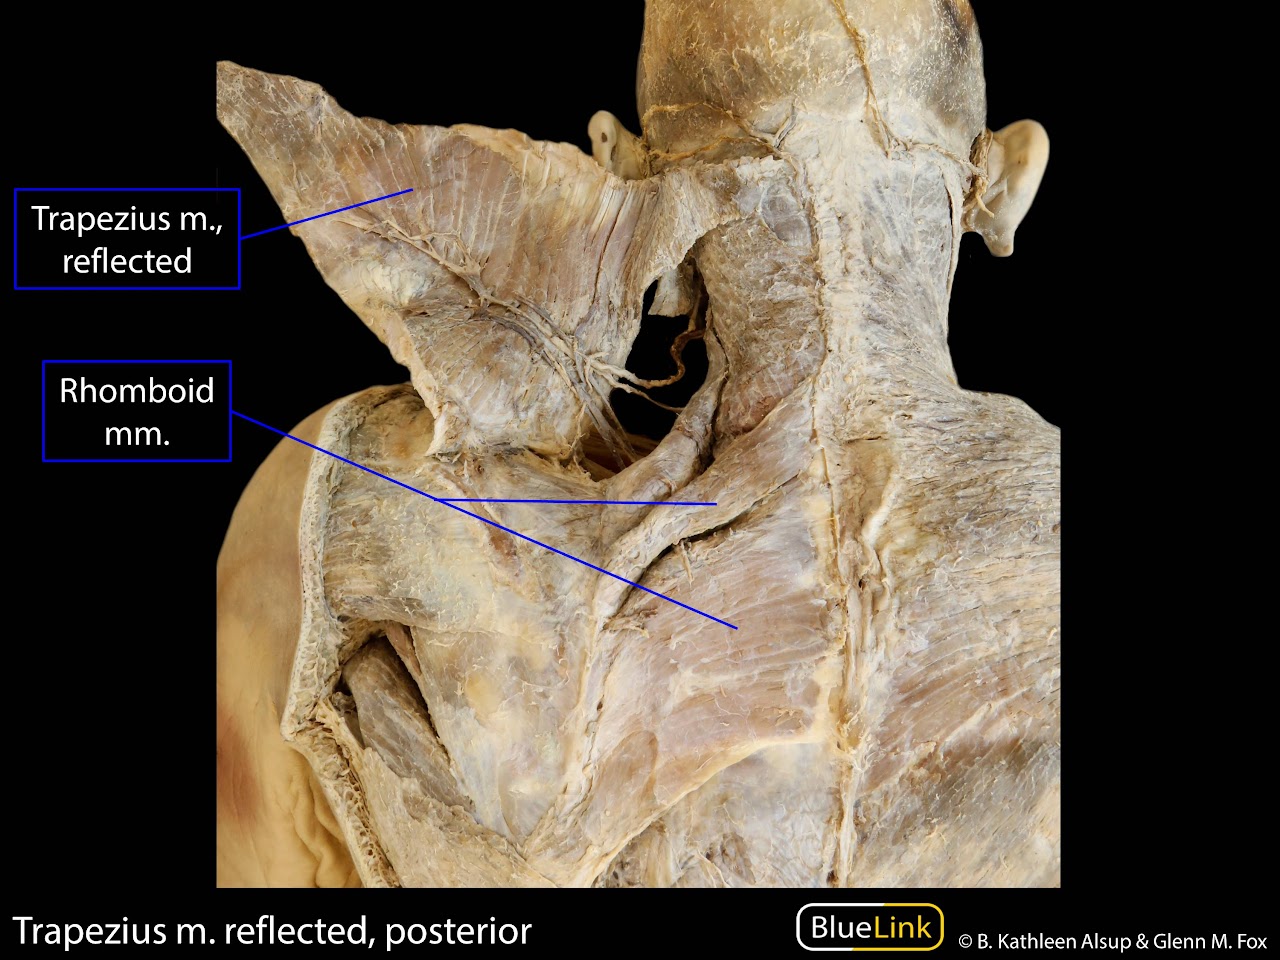 Trapezius m.,
reflected
Rhomboid
mm.
Trapezius m. reflected, posterior
BlueLink
© B. Kathleen Alsup & Glenn M. Fox